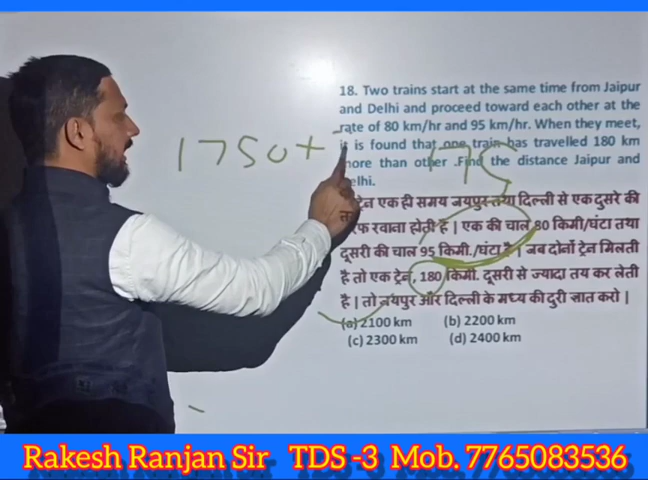 18. Two trains start at the same time from Jaipur
and Delhi and proceed toward each other at the
rate of 80 km/hr and 95 km/hr. When they meet,
it is found that one train has travelled 180 km
more than other .Find the distance Jaipur and
elhi.
1750+
175
ट्रेन एक ही समय जयपुर तथा दिल्ली से एक दुसरे की
रफ रवाना होती है | एक की चाल 80 किमी/घंटा तथा
दूसरी की चाल 95 किमी./घंटा है | जब दोनों ट्रेन मिलती
है तो एक ट्रेन, 180 किमी. दूसरी से ज्यादा तय कर लेती
है | तो जयपुर और दिल्ली के मध्य की दुरी ज्ञात करो |
(a) 2100 km (b) 2200 km
(c) 2300 km (d) 2400 km
Rakesh Ranjan Sir TDS -3 Mob. 7765083536